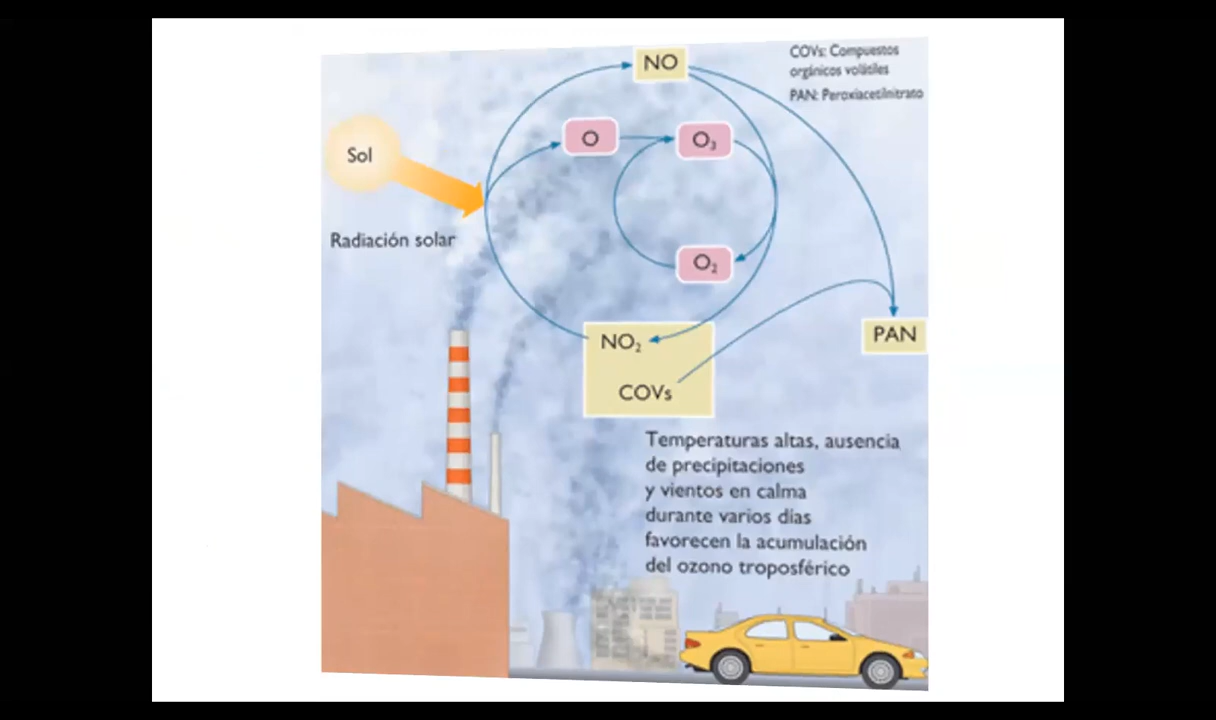 NO
COVs: Compuestos
orgánicos volátiles
PAN: Peroxiacetilnitrato
O
O₃
Sol
Radiación solar
O₂
NO₂
PAN
COVs
Temperaturas altas, ausencia
de precipitaciones
y vientos en calma
durante varios días
favorecen la acumulación
del ozono troposférico